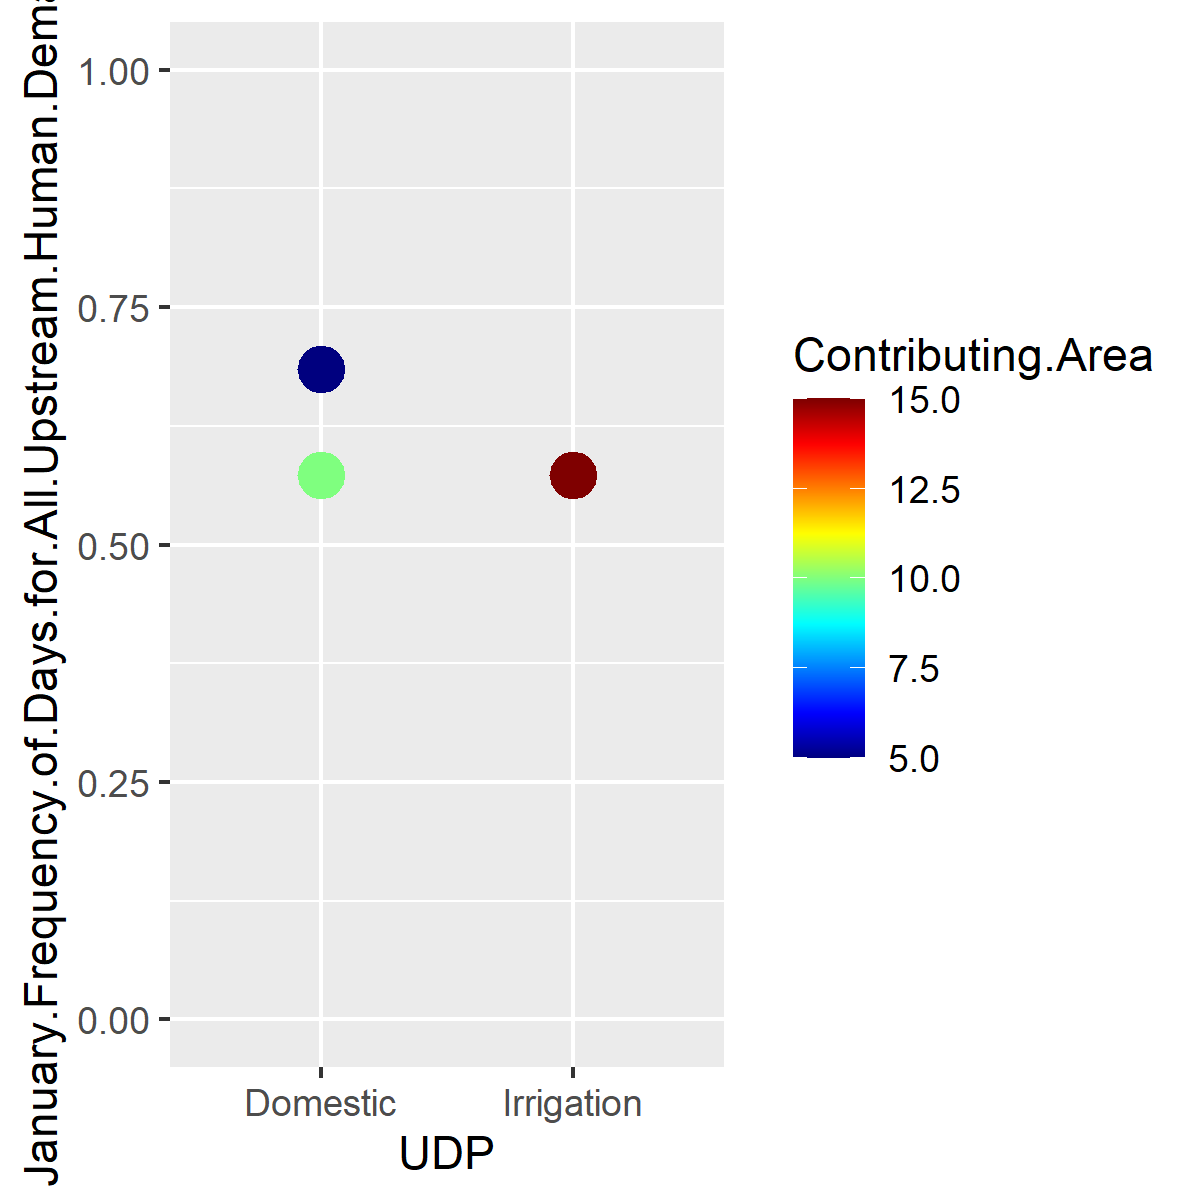 January.Frequency.of.Days.for.All.Upstream.Human.Dem
1.00
0.75
0.50
0.25
0.00
Domestic Irrigation
UDP
Contributing.Area
15.0
12.5
10.0
7.5
5.0